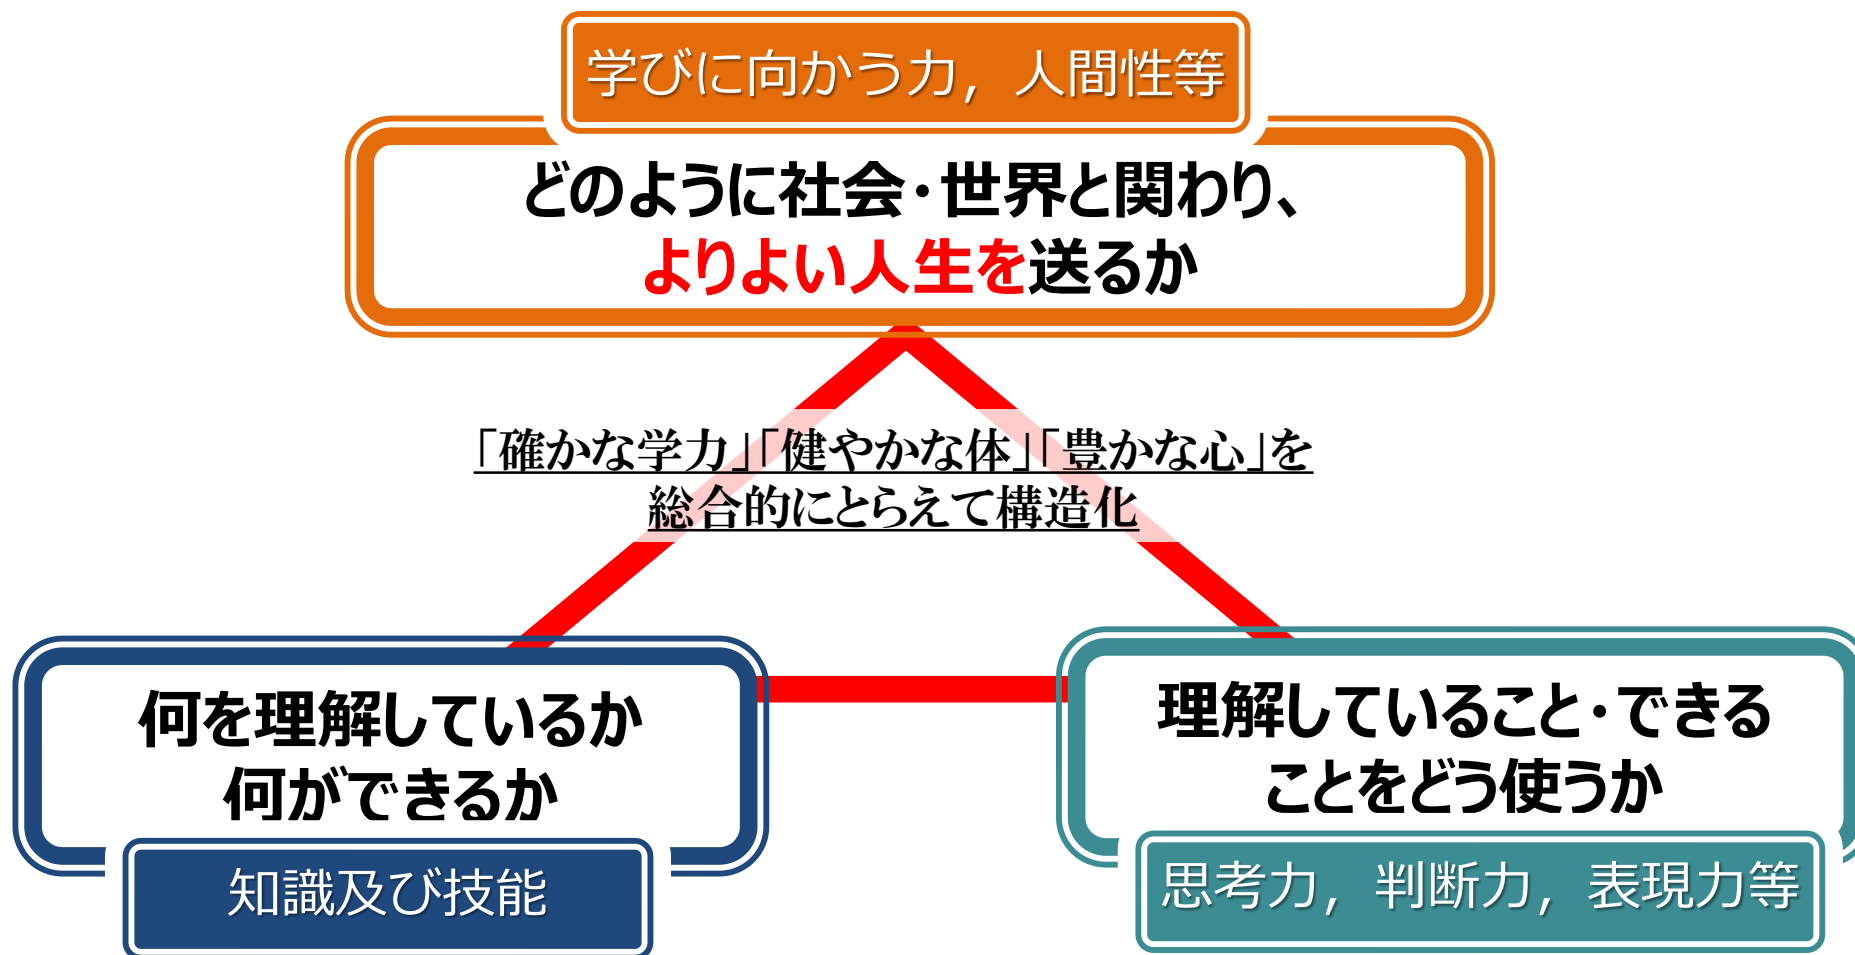 学びに向かう力，人間性等
どのように社会・世界と関わり、
よりよい人生を送るか
「確かな学力」「健やかな体」「豊かな心」を
総合的にとらえて構造化
何を理解しているか
何ができるか
知識及び技能
理解していること・できる
ことをどう使うか
思考力，判断力，表現力等